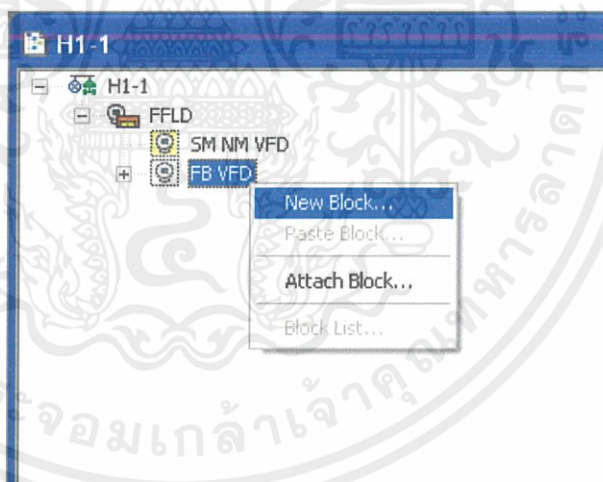 H1-1
H1-1
FFLD
SM NM VFD
FB VFD
New Block...
Paste Block...
Attach Block...
Block List...